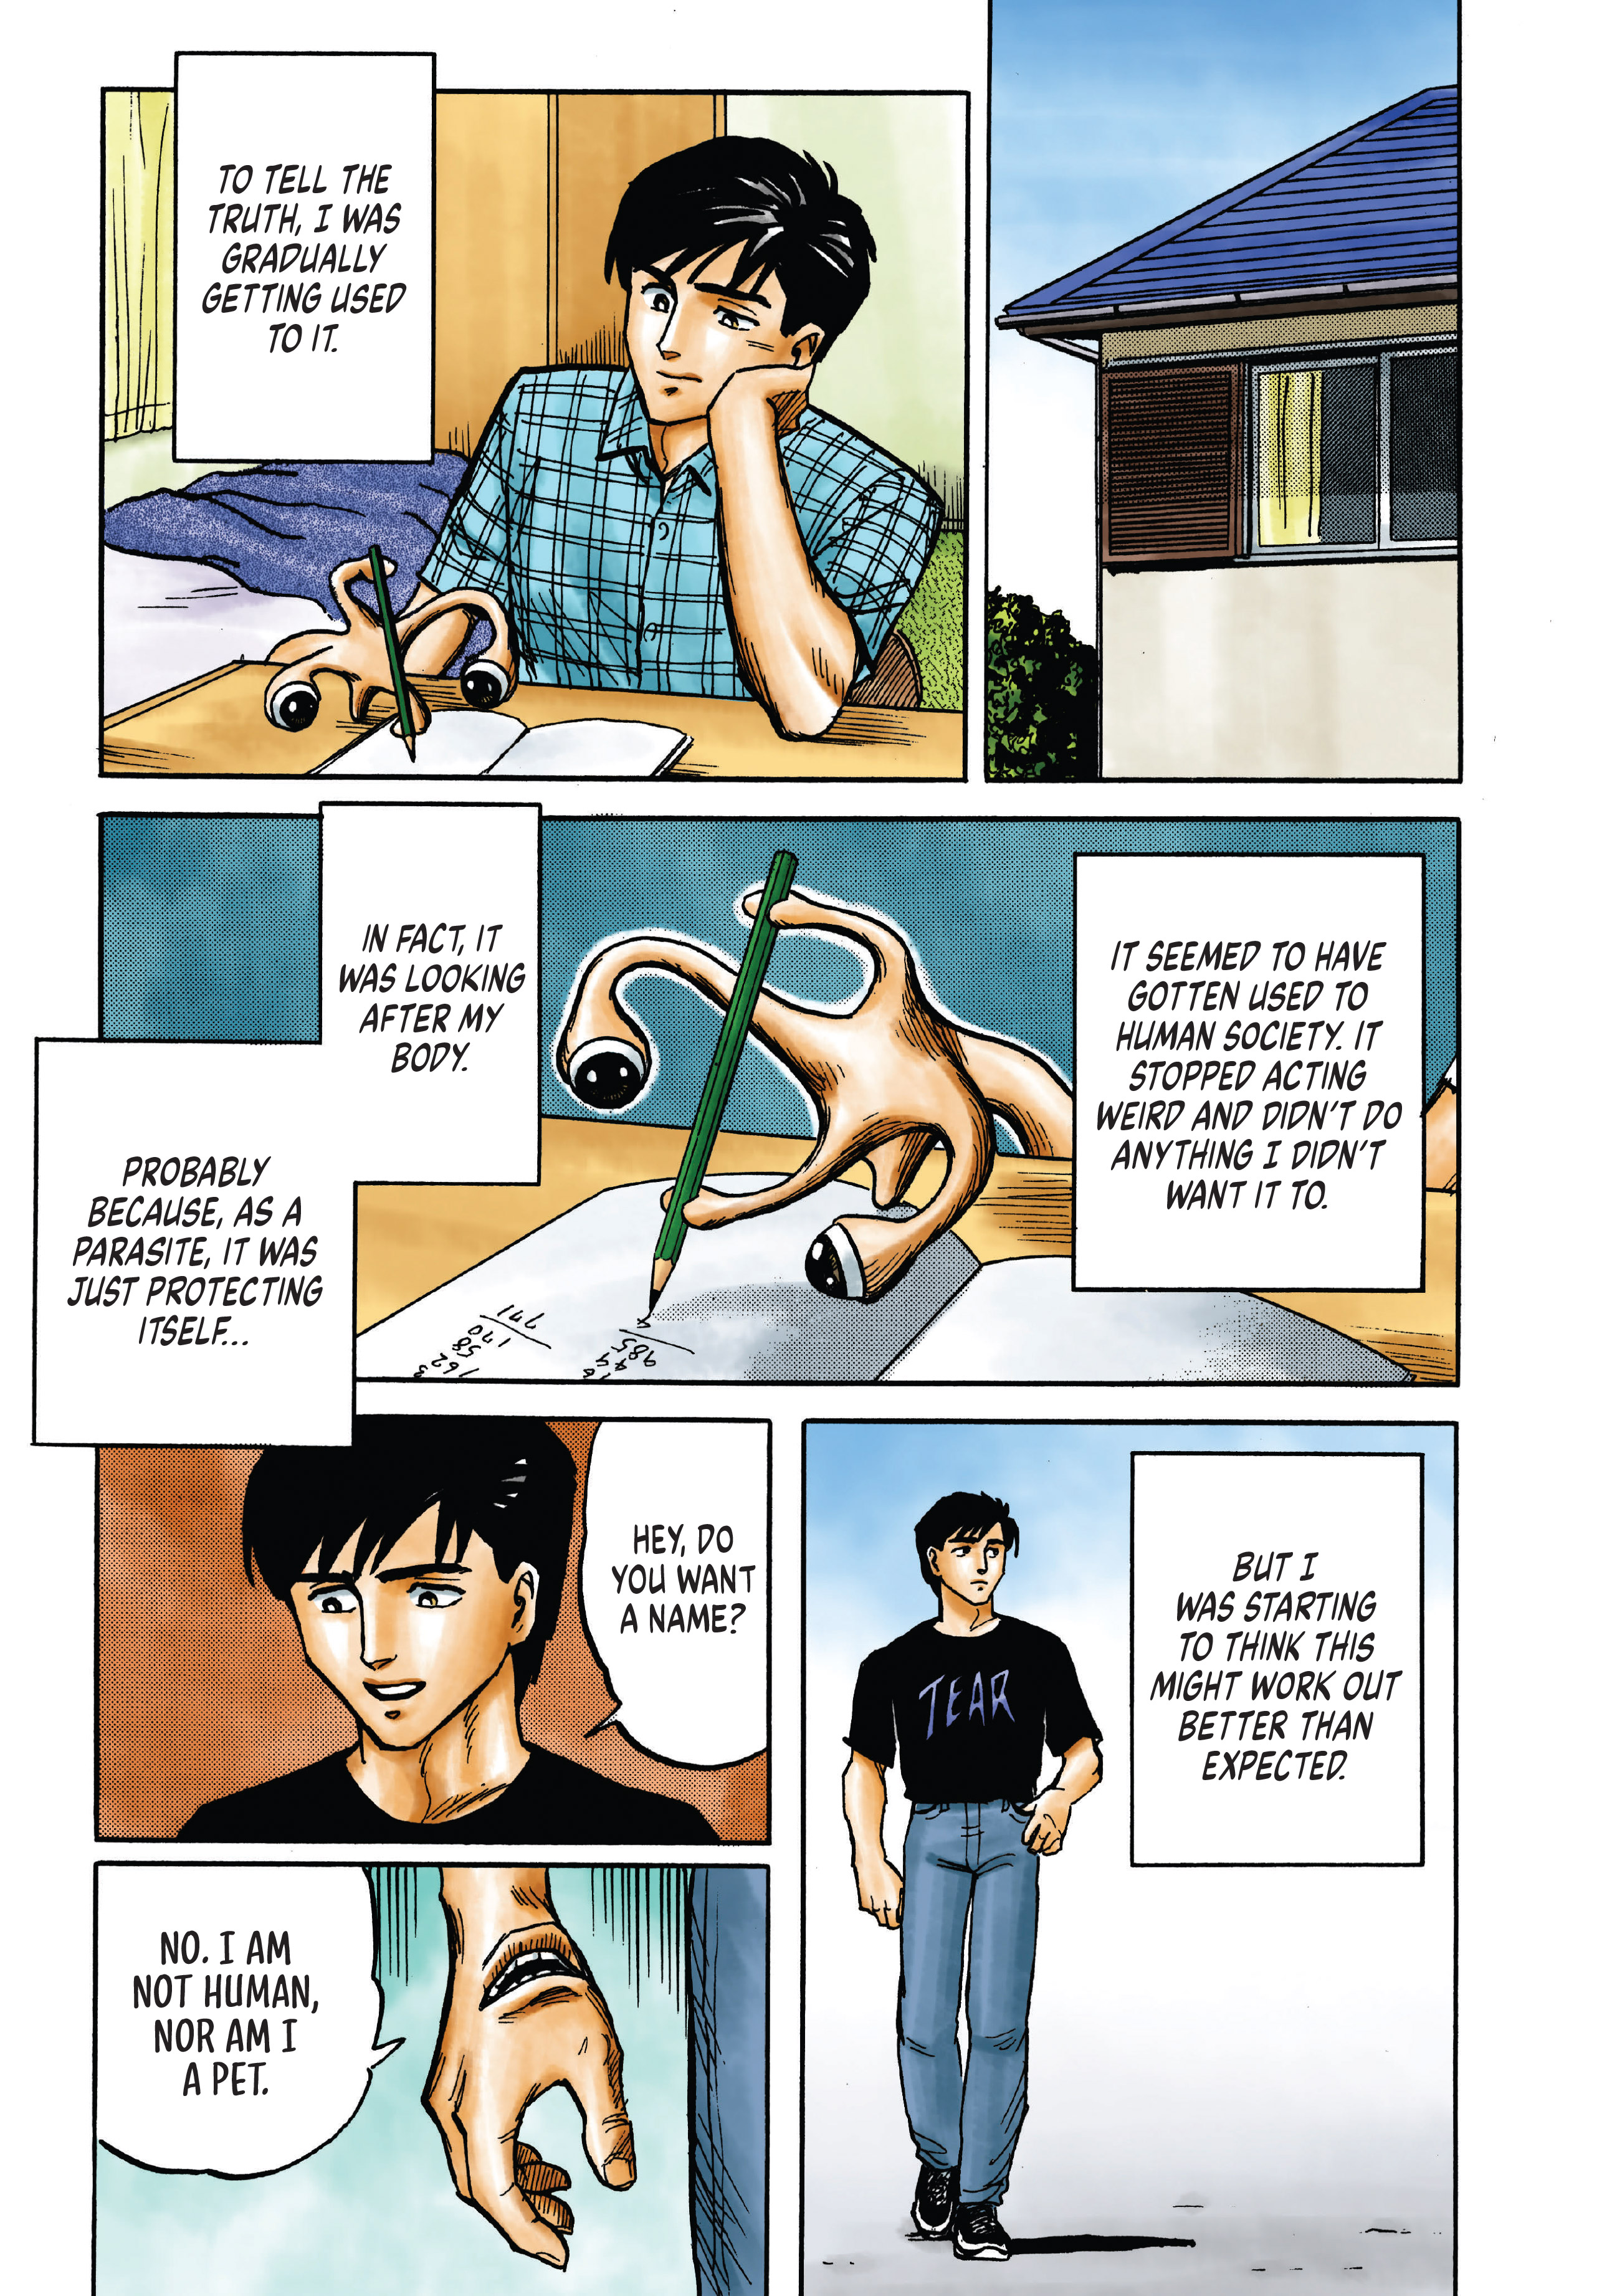 TO TELL THE
TRUTH, I WAS
GRADUALLY
GETTING USED
TO IT.
IT SEEMED TO HAVE
GOTTEN USED TO
HUMAN SOCIETY. IT
STOPPED ACTING
WEIRD AND DIDN'T DO
ANYTHING I DIDN'T
WANT IT TO.
IN FACT, IT
WAS LOOKING
AFTER MY
BODY.
PROBABLY
BECAUSE, AS A
PARASITE, IT WAS
JUST PROTECTING
ITSELF...
BUT I
WAS STARTING
TO THINK THIS
MIGHT WORK OUT
BETTER THAN
EXPECTED.
TEAR
HEY, DO
YOU WANT
A NAME?
NO. I AM
NOT HUMAN,
NOR AM I
A PET.